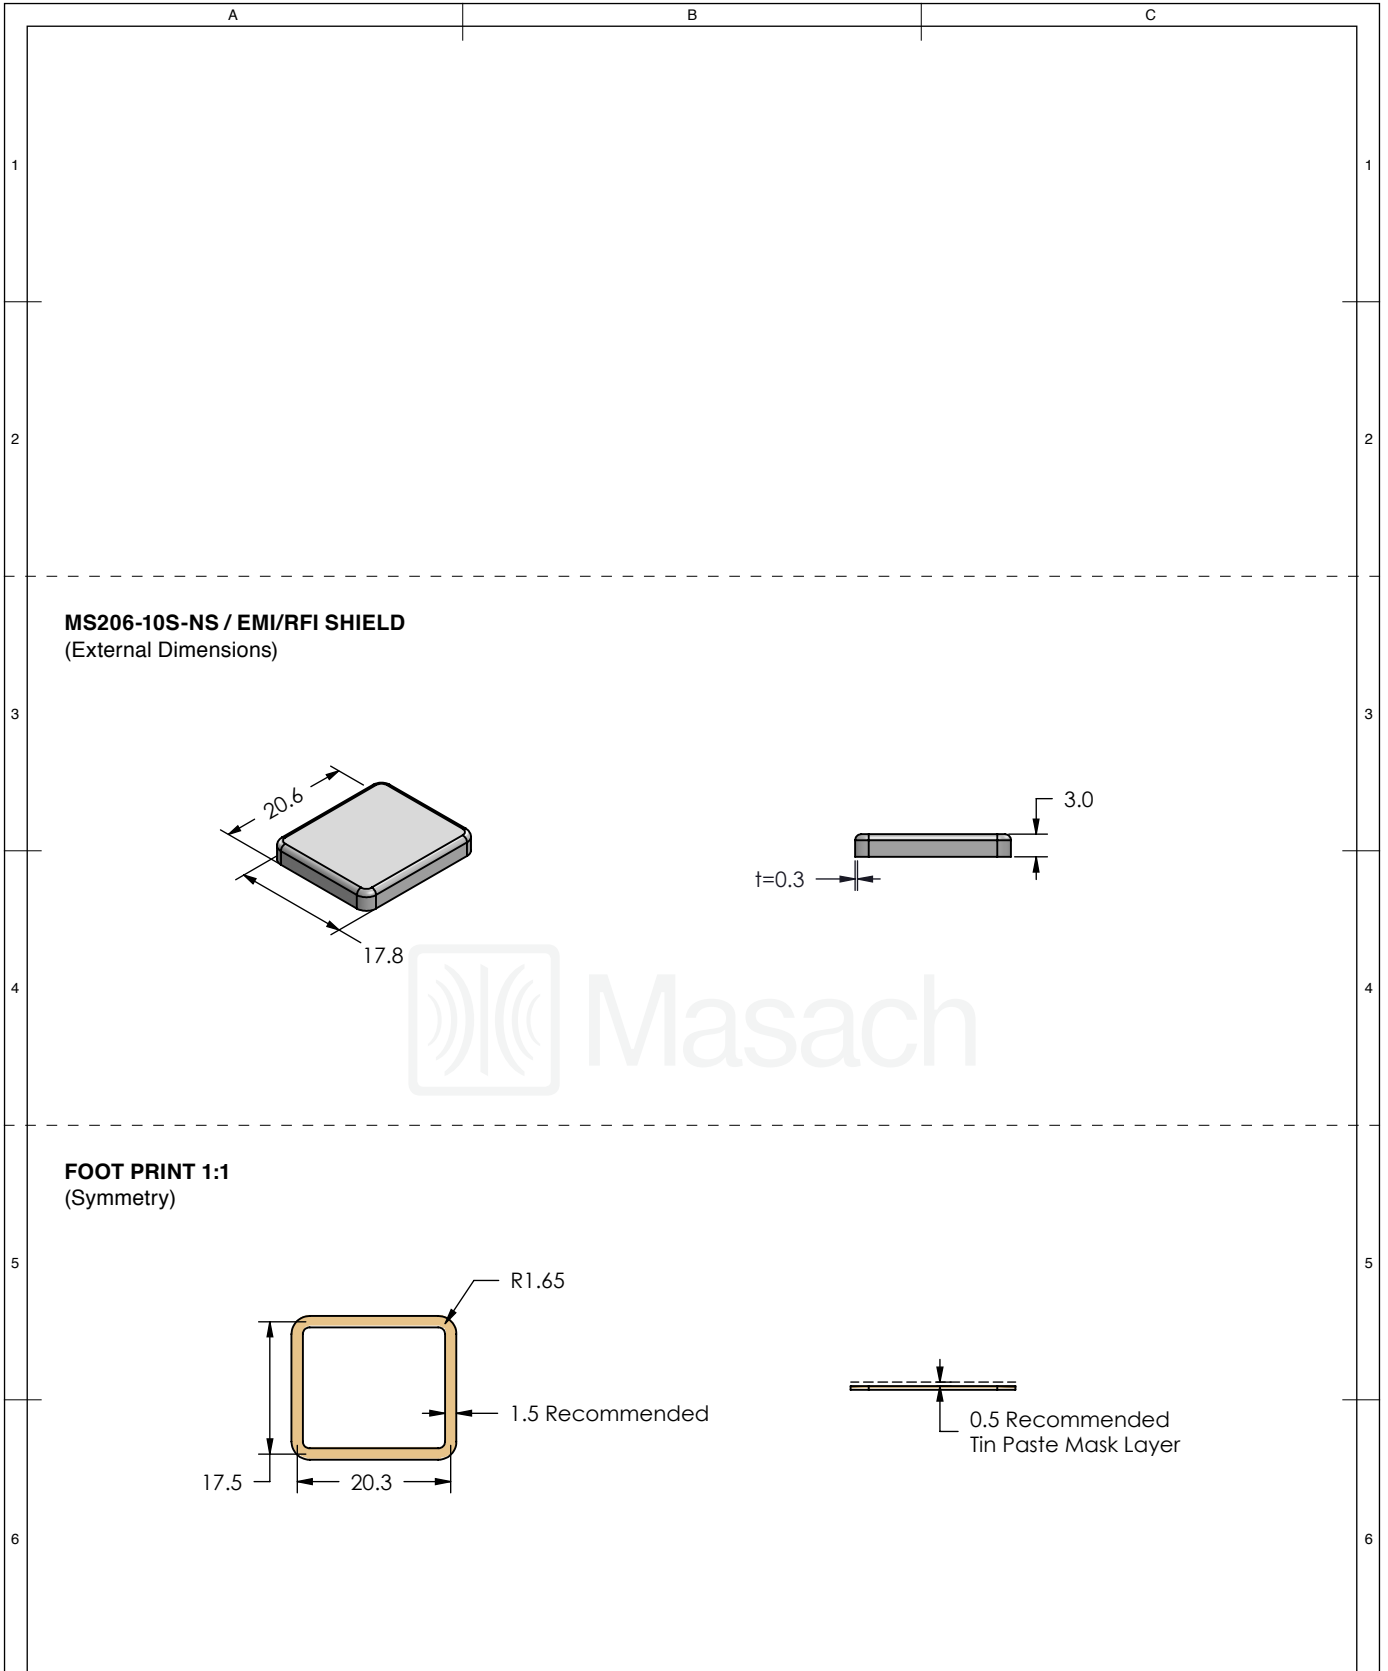 A B C
1 1
2 2
MS206-10S-NS / EMI/RFI SHIELD
(External Dimensions)
3 3
20.6
3.0
t=0.3
17.8
Masach
4 4
FOOT PRINT 1:1
(Symmetry)
5 5
R1.65
1.5 Recommended
0.5 Recommended
Tin Paste Mask Layer
17.5
20.3
6 6